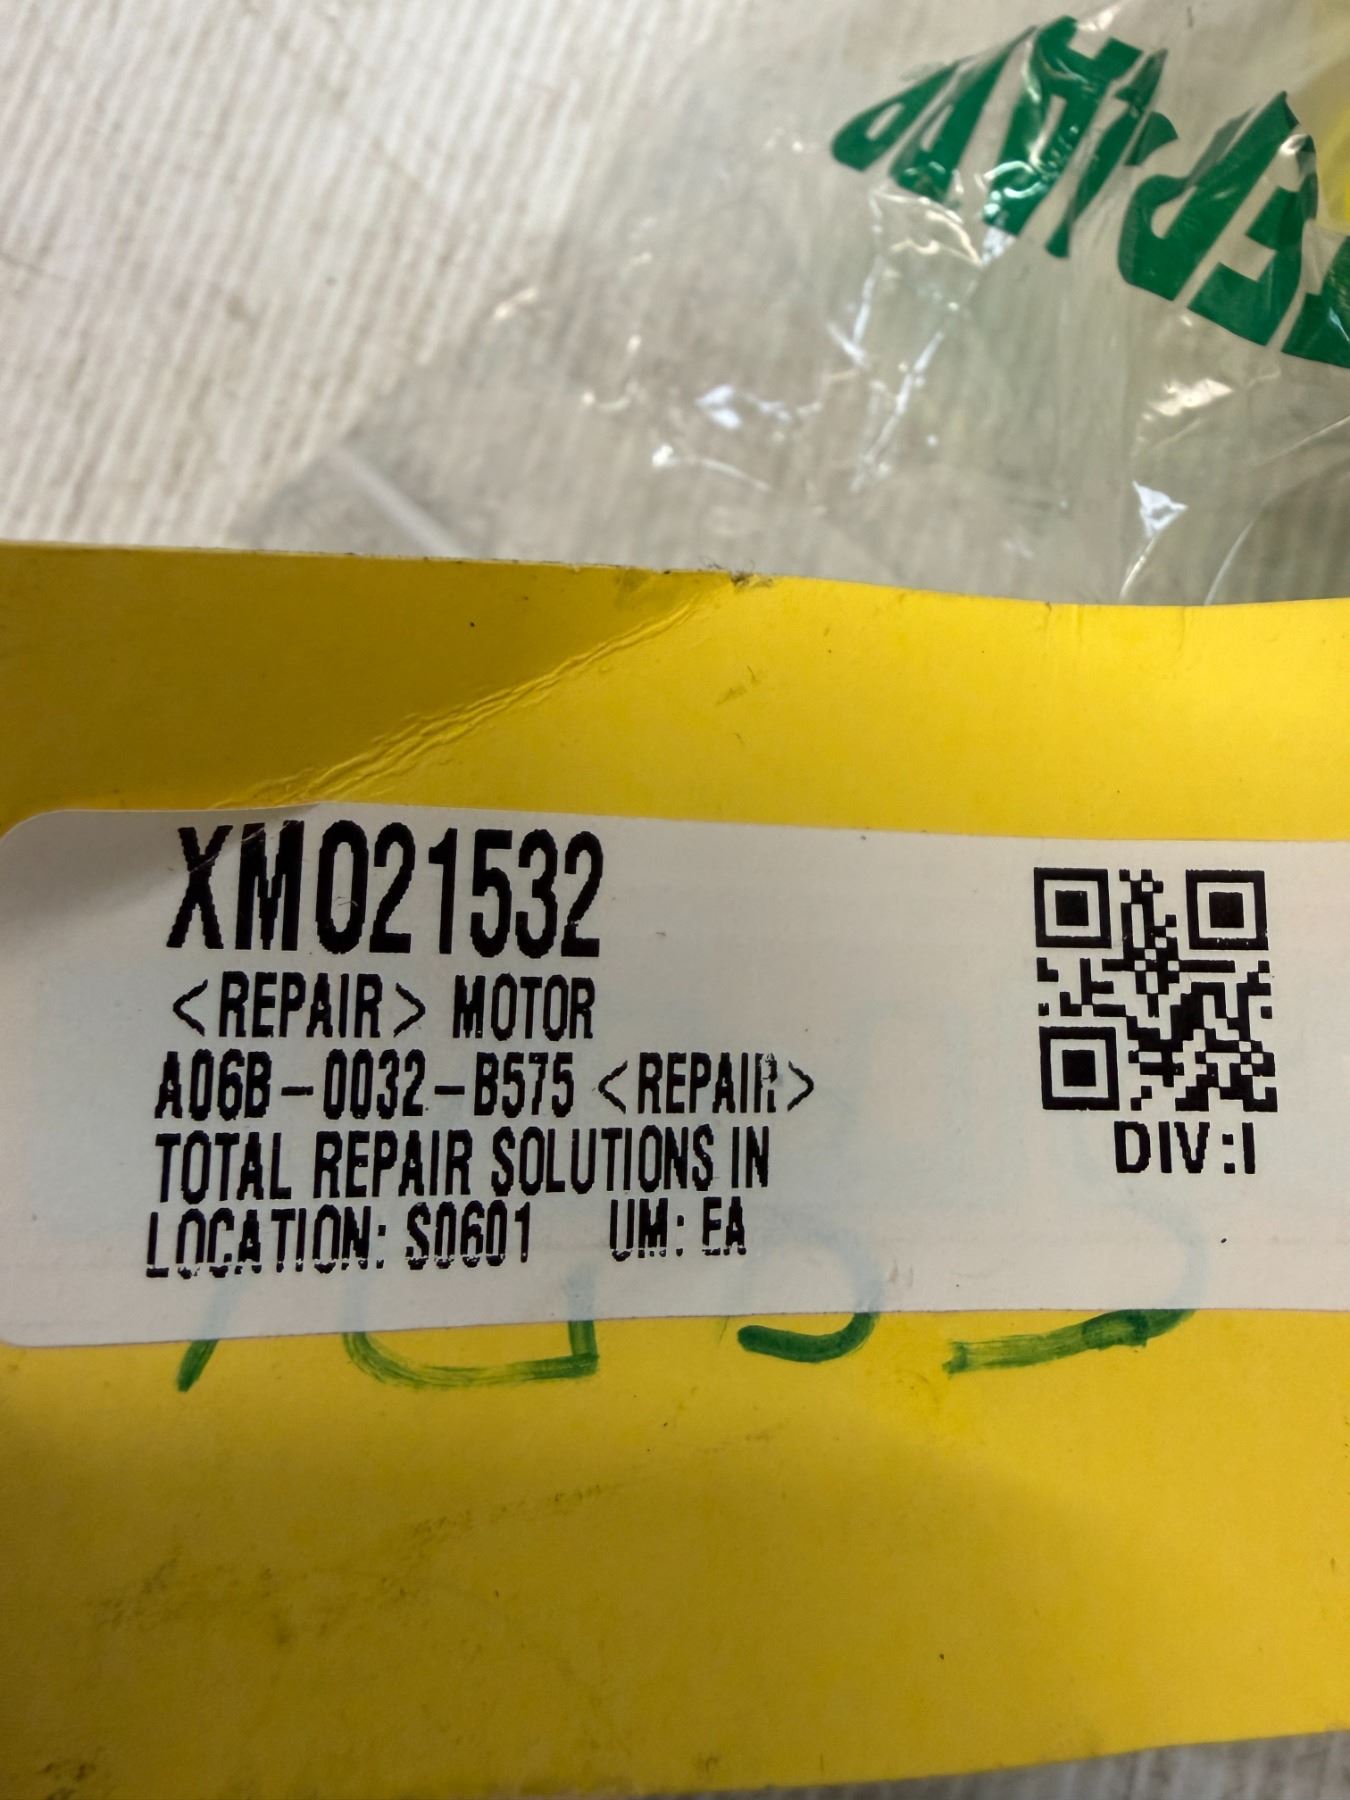 XM021532
<REPAIR> MOTOR
A06B-0032-B575 <REPAIR>
TOTAL REPAIR SOLUTIONS IN
LOCATION: S0601 UM: EA
DIV:I